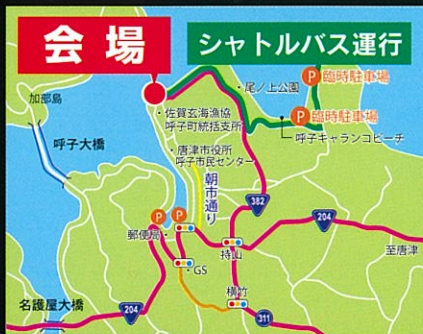 会場
シャトルバス運行
P 臨時駐車場
・尾ノ上公園
加部島
P 臨時駐車場
・佐賀玄海漁協
呼子町統括支所
呼子大橋
呼子キャランコビーチ
・唐津市役所
呼子市民センター
朝市通り
382
P
P
204
郵便局・
持山
至唐津
・GS
横竹
名護屋大橋
204
311